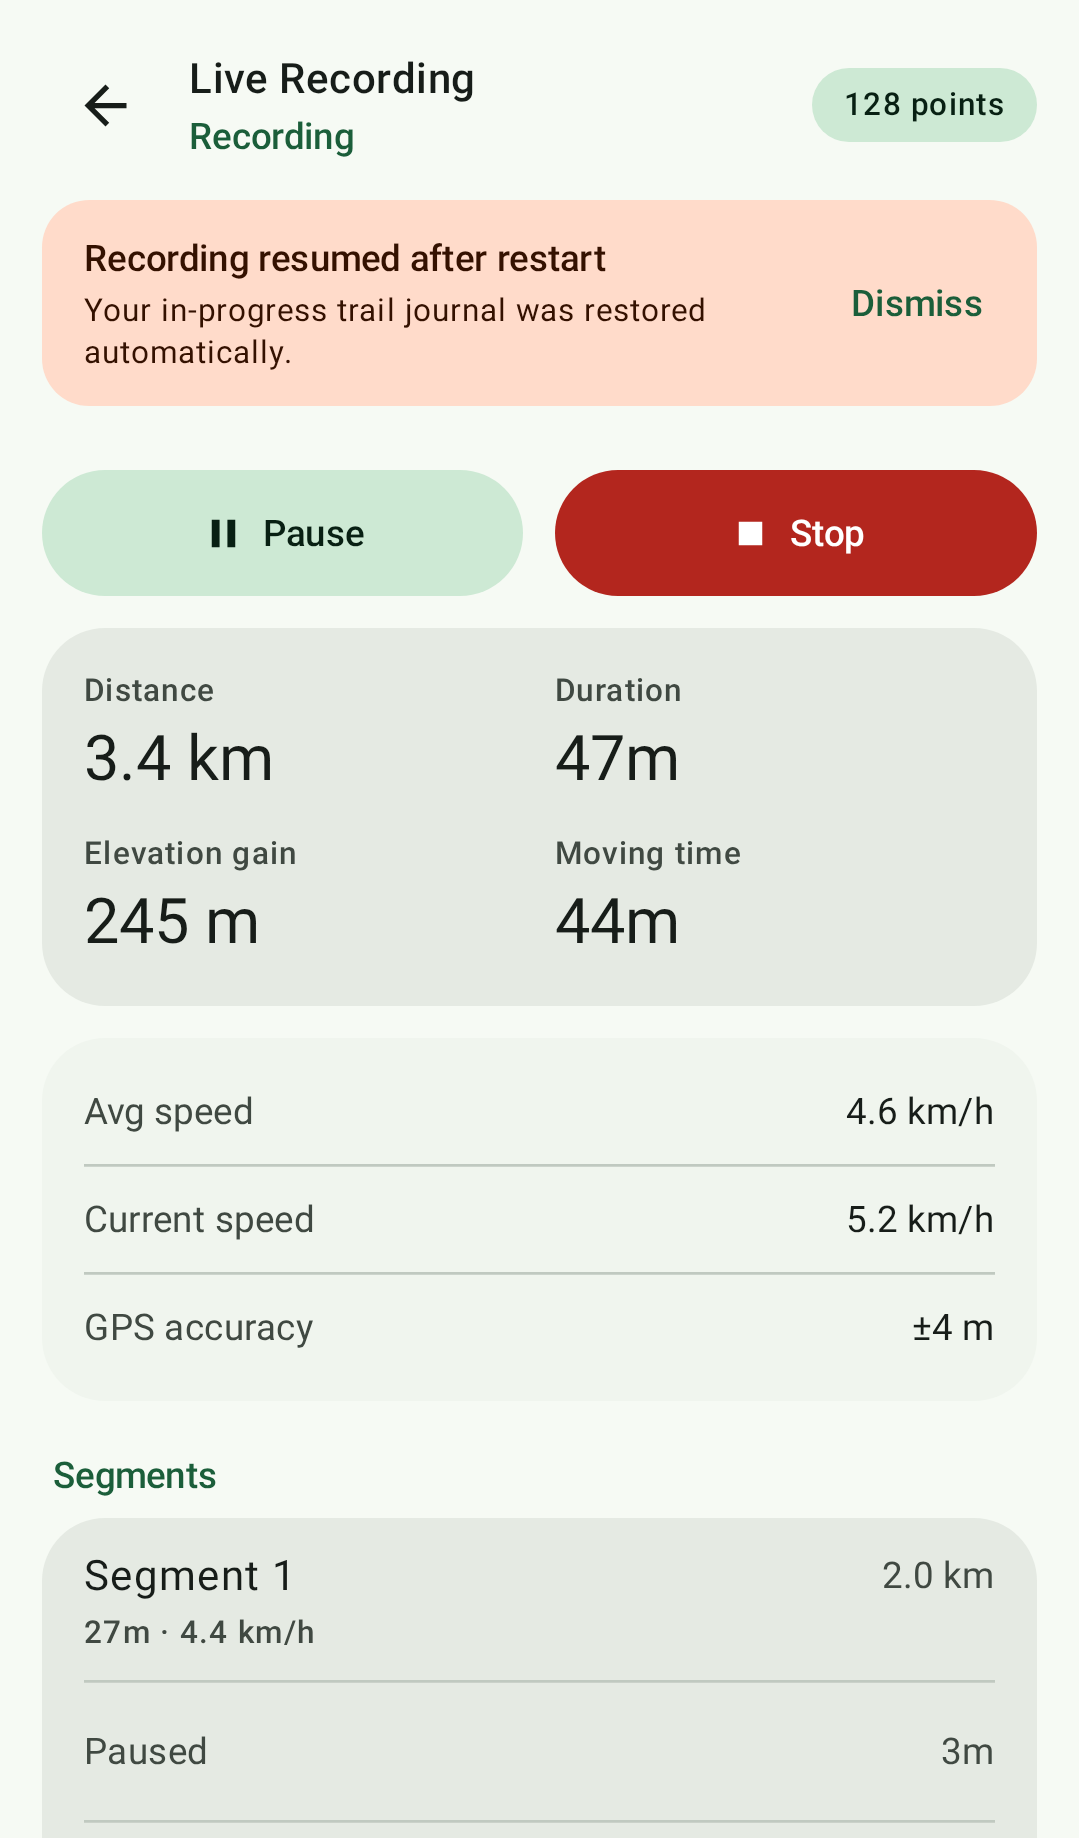 Live Recording
Recording
128 points
Recording resumed after restart
Your in-progress trail journal was restored
automatically.
Dismiss
Pause
Stop
Distance
3.4 km
Duration
47m
Elevation gain
245 m
Moving time
44m
Avg speed
4.6 km/h
Current speed
5.2 km/h
GPS accuracy
±4 m
Segments
Segment 1
2.0 km
27m · 4.4 km/h
Paused
3m